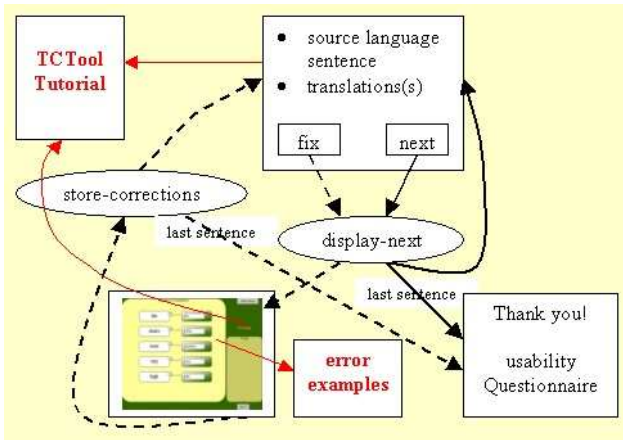 TCTool
Tutorial
source language
sentence
translations(s)
fix
next
store-corrections
last sentence
display-next
last sentence
Thank you!
usability
Questionnaire
error
examples